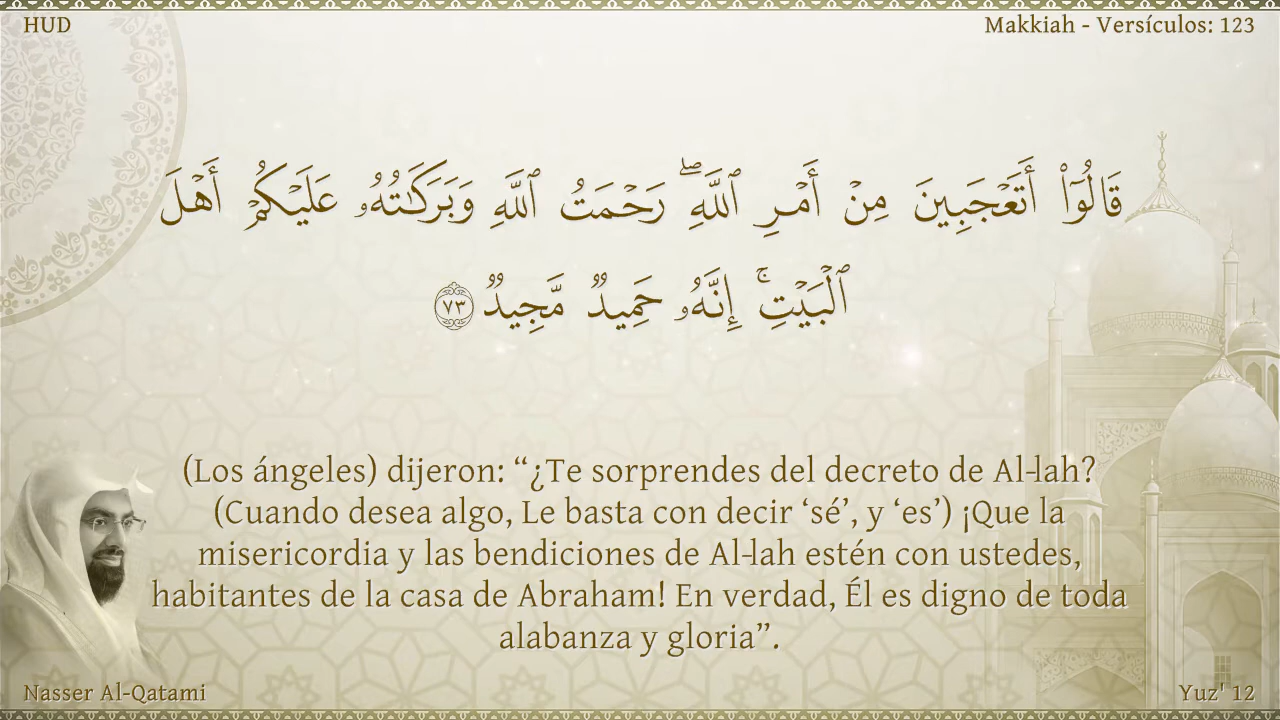 HUD
Makkiah - Versículos: 123
قَالُوٓا۟ أَتَعْجَبِينَ مِنْ أَمْرِ ٱللَّهِ ۖ رَحْمَتُ ٱللَّهِ وَبَرَكَـٰتُهُۥ عَلَيْكُمْ أَهْلَ
ٱلْبَيْتِ ۚ إِنَّهُۥ حَمِيدٌ مَّجِيدٌ ٧٣
(Los ángeles) dijeron: “¿Te sorprendes del decreto de Al-lah?
(Cuando desea algo, Le basta con decir ‘sé’, y ‘es’) ¡Que la
misericordia y las bendiciones de Al-lah estén con ustedes,
habitantes de la casa de Abraham! En verdad, Él es digno de toda
alabanza y gloria”.
Nasser Al-Qatami
Yuz' 12